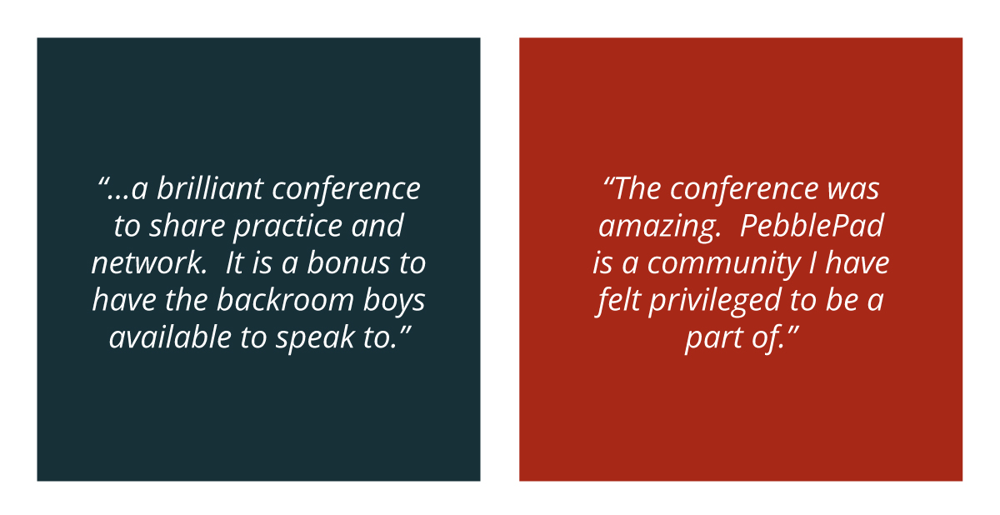 “...a brilliant conference
to share practice and
network.  It is a bonus to
have the backroom boys
available to speak to.”
“The conference was
amazing.  PebblePad
is a community I have
felt privileged to be a
part of.”